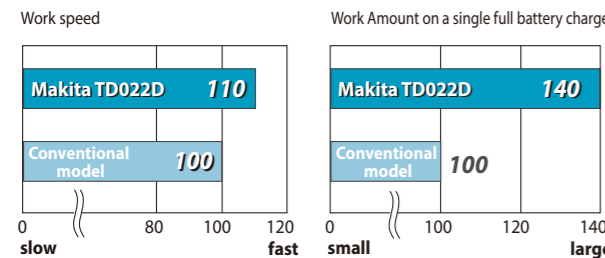 Work speed
Makita TD022D 110
Conventional
model
100
0 80 100 120
slow fast
Work Amount on a single full battery charge
Makita TD022D 140
Conventional
model
100
0 100 120 140
small large